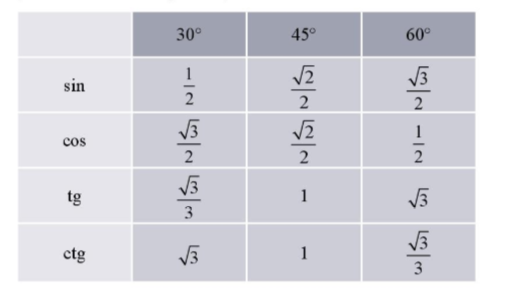 30° 45° 60°
sin 1/2 √2/2 √3/2
cos √3/2 √2/2 1/2
tg √3/3 1 √3
ctg √3 1 √3/3